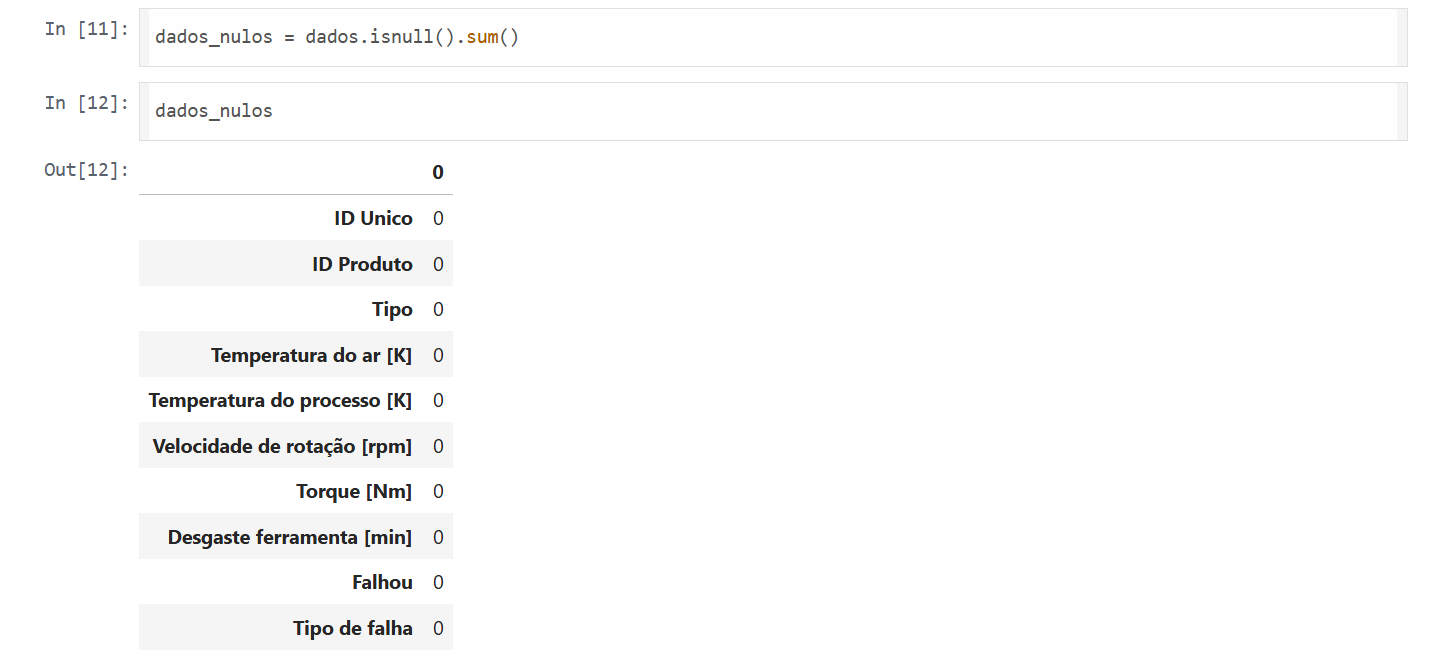 In [11]: dados_nulos = dados.isnull().sum()
In [12]: dados_nulos
Out[12]: 0
ID Unico 0
ID Produto 0
Tipo 0
Temperatura do ar [K] 0
Temperatura do processo [K] 0
Velocidade de rotação [rpm] 0
Torque [Nm] 0
Desgaste ferramenta [min] 0
Falhou 0
Tipo de falha 0